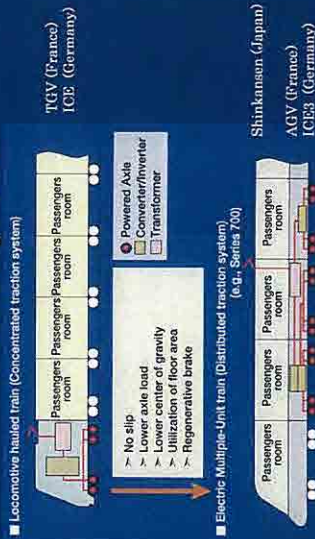 ■ Locomotive hauled train (Concentrated traction system)
Passengers room
Passengers room
Passengers room
Passengers room
TGV (France)
ICE (Germany)
➢ No slip
➢ Lower axle load
➢ Lower center of gravity
➢ Utilization of floor area
➢ Regenerative brake
Powered Axle
Converter/Inverter
Transformer
■ Electric Multiple-Unit train (Distributed traction system)
(e.g., Series 700)
Passengers room
Passengers room
Passengers room
Passengers room
Shinkansen (Japan)
AGV (France)
ICE3 (Germany)